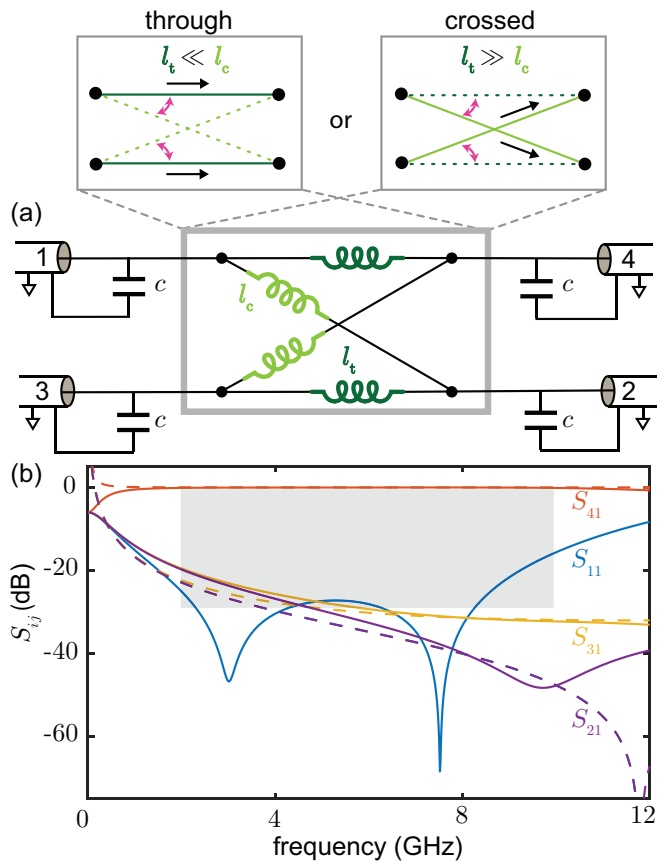 through
crossed
l_t ≪ l_c
l_t ≫ l_c
or
(a)
1
4
c
c
l_c
l_t
3
2
c
c
(b)
0
-20
-40
-60
S_ij (dB)
S_41
S_11
S_31
S_21
0
4
8
12
frequency (GHz)